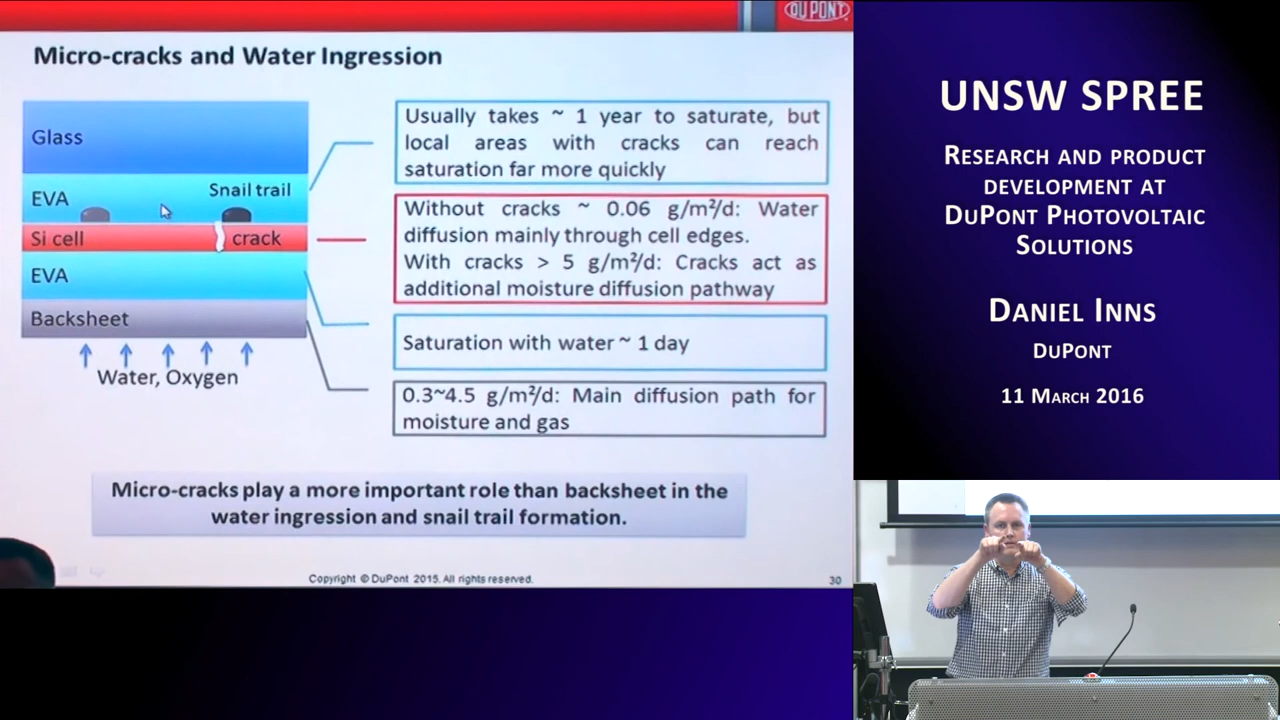 DUPONT
Micro-cracks and Water Ingression
Glass
EVA
Snail trail
Si cell
crack
EVA
Backsheet
Water, Oxygen
Usually takes ~ 1 year to saturate, but
local areas with cracks can reach
saturation far more quickly
Without cracks ~ 0.06 g/m²/d: Water
diffusion mainly through cell edges.
With cracks > 5 g/m²/d: Cracks act as
additional moisture diffusion pathway
Saturation with water ~ 1 day
0.3~4.5 g/m²/d: Main diffusion path for
moisture and gas
Micro-cracks play a more important role than backsheet in the
water ingression and snail trail formation.
Copyright © DuPont 2015. All rights reserved.
30
UNSW SPREE
Research and product
development at
DuPont Photovoltaic
Solutions
Daniel Inns
DuPont
11 March 2016